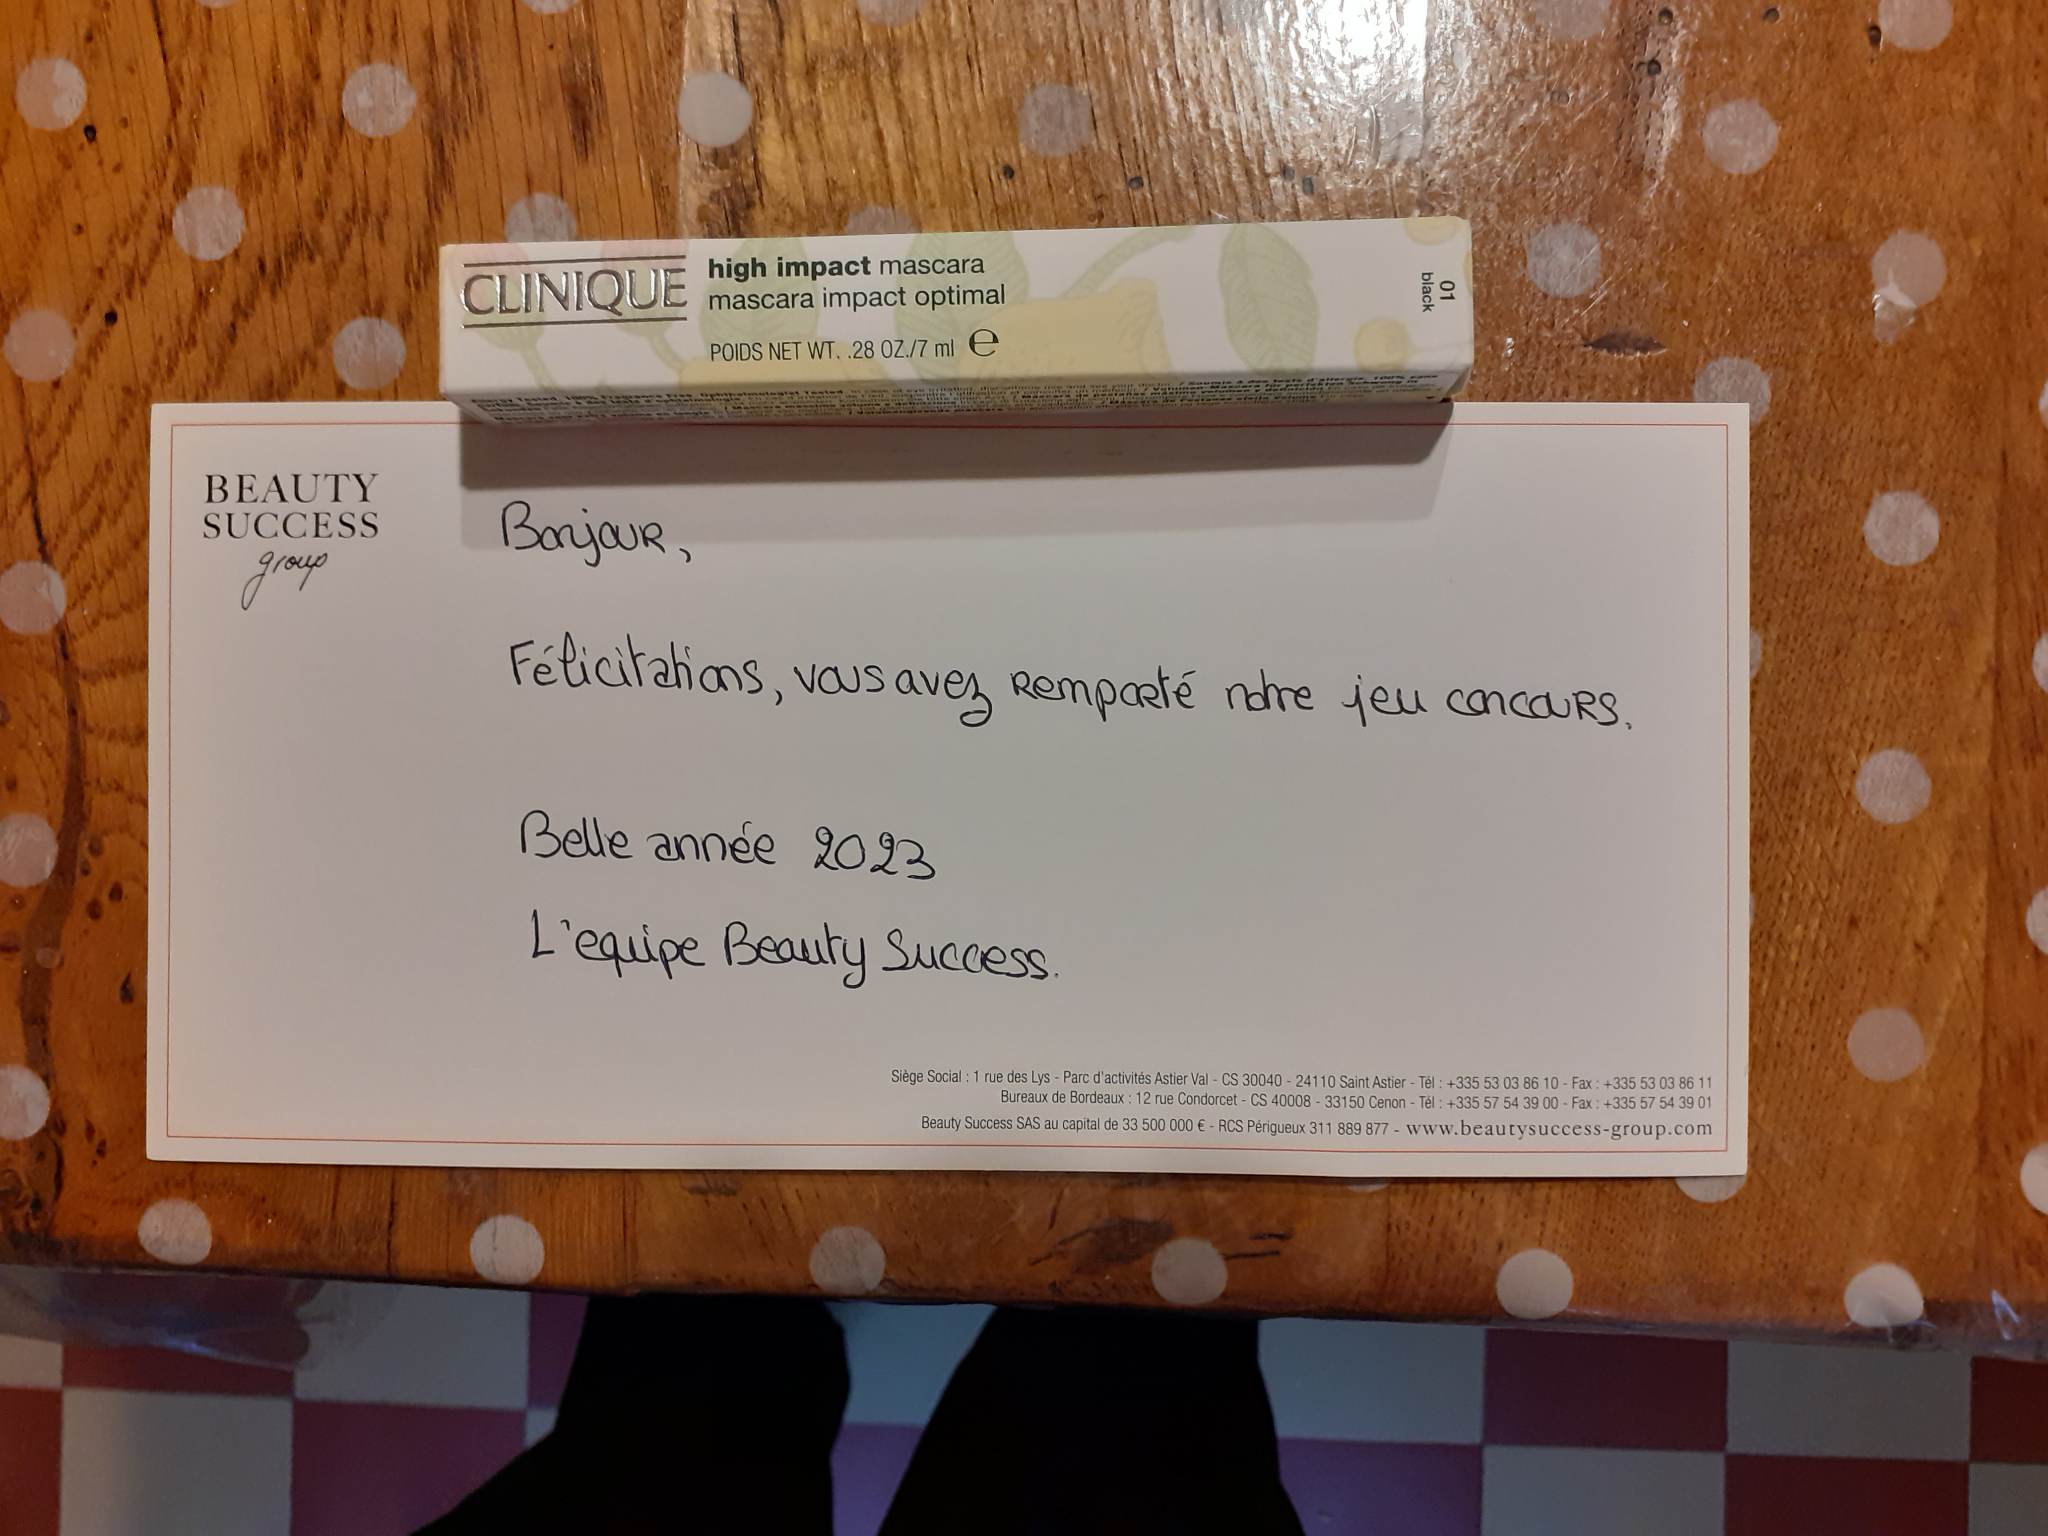 CLINIQUE
high impact mascara
mascara impact optimal
POIDS NET WT. .28 OZ./7 ml e
01
black
BEAUTY
SUCCESS
group
Bonjour,
Félicitations, vous avez remporté notre jeu concours.
Belle année 2023
L'equipe Beauty Success.
Siège Social : 1 rue des Lys - Parc d'activités Astier Val - CS 30040 - 24110 Saint Astier - Tél : +335 53 03 86 10 - Fax : +335 53 03 86 11
Bureaux de Bordeaux : 12 rue Condorcet - CS 40008 - 33150 Cenon - Tél : +335 57 54 39 00 - Fax : +335 57 54 39 01
Beauty Success SAS au capital de 33 500 000 € - RCS Périgueux 311 889 877 - www.beautysuccess-group.com